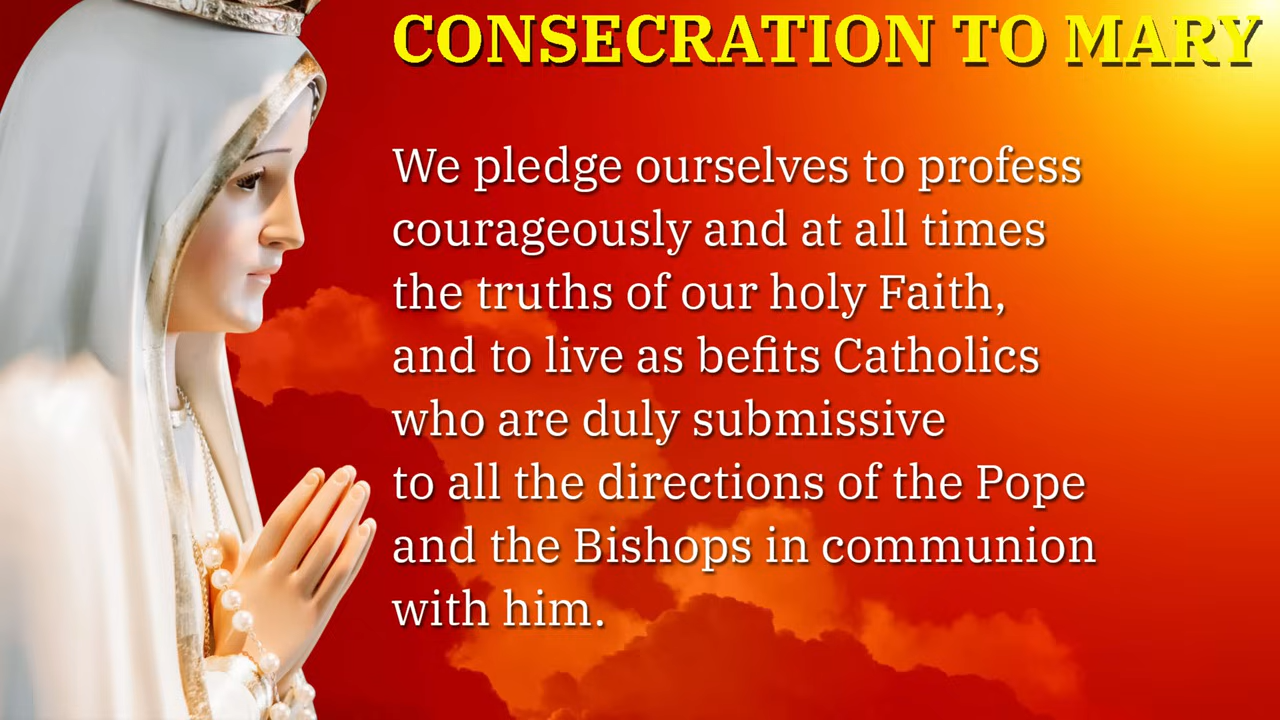 CONSECRATION TO MARY
We pledge ourselves to profess
courageously and at all times
the truths of our holy Faith,
and to live as befits Catholics
who are duly submissive
to all the directions of the Pope
and the Bishops in communion
with him.